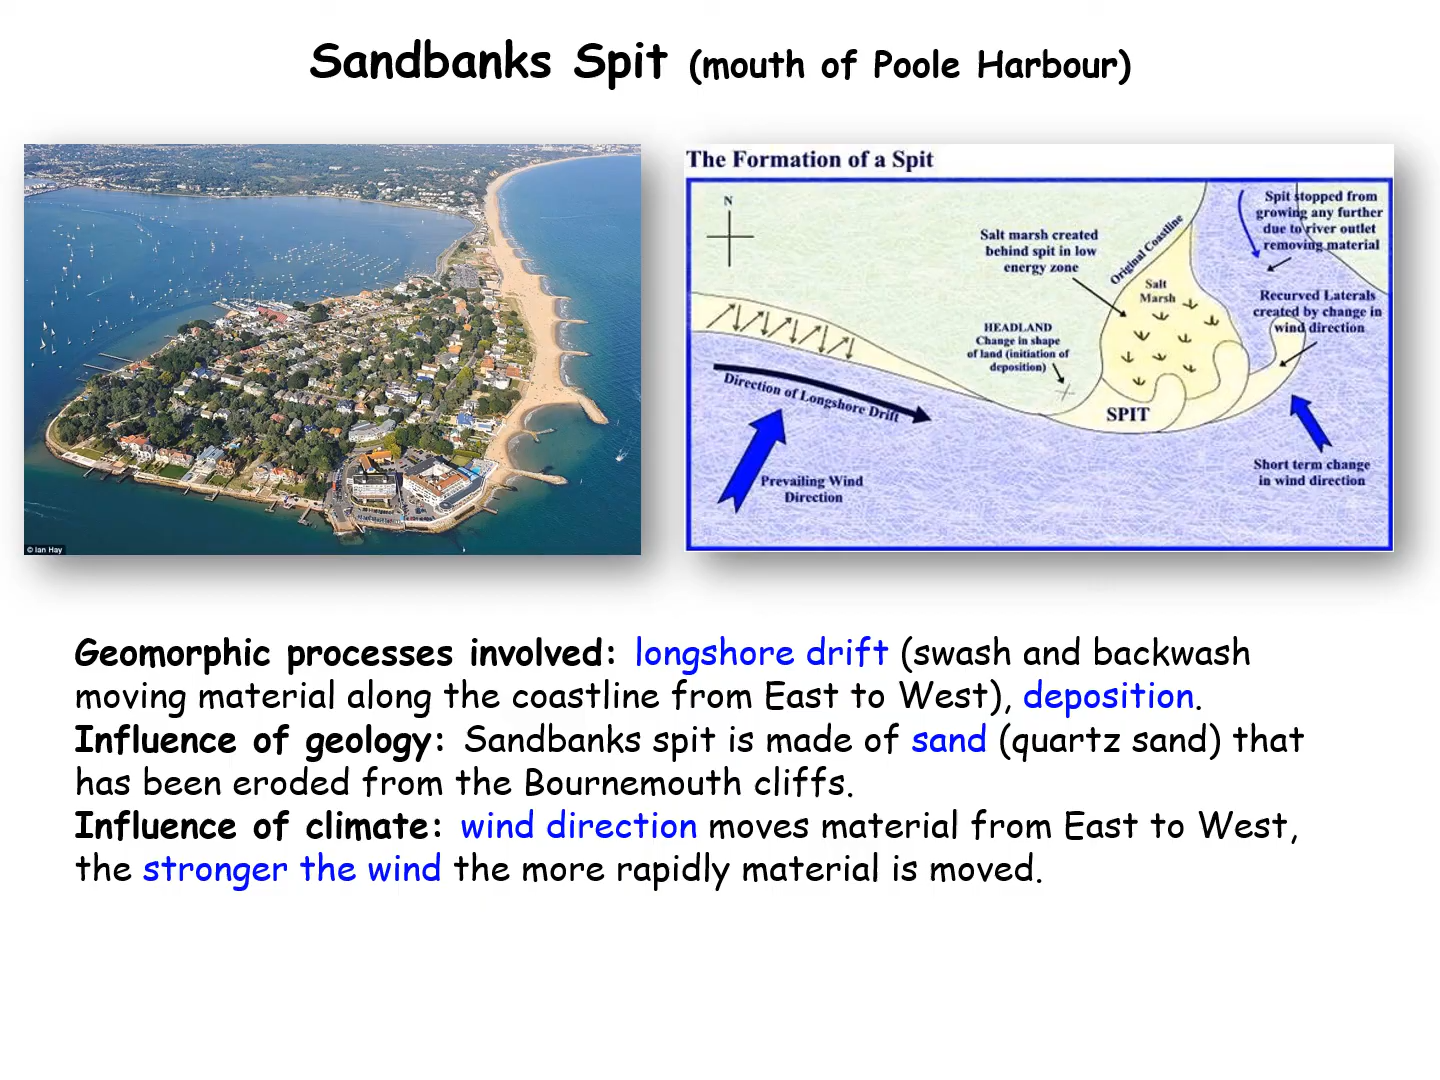 Sandbanks Spit (mouth of Poole Harbour)
© Ian Hay
The Formation of a Spit
N
Salt marsh created
behind spit in low
energy zone
Original Coastline
Spit stopped from
growing any further
due to river outlet
removing material
Salt
Marsh
Recurved Laterals
created by change in
wind direction
HEADLAND
Change in shape
of land (initiation of
deposition)
Direction of Longshore Drift
SPIT
Prevailing Wind
Direction
Short term change
in wind direction
Geomorphic processes involved: longshore drift (swash and backwash
moving material along the coastline from East to West), deposition.
Influence of geology: Sandbanks spit is made of sand (quartz sand) that
has been eroded from the Bournemouth cliffs.
Influence of climate: wind direction moves material from East to West,
the stronger the wind the more rapidly material is moved.